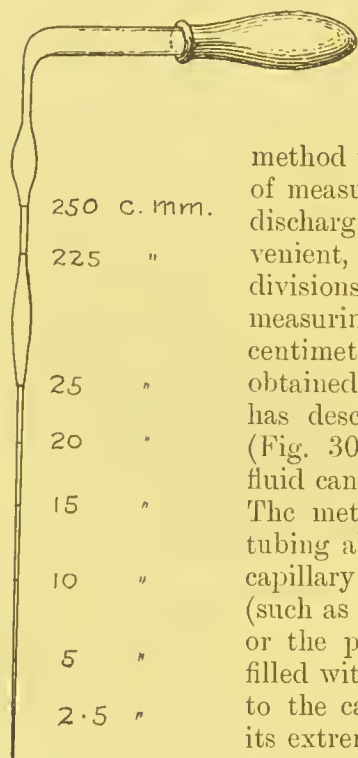 250 c. mm.
225 "
25 "
20 "
15 "
10 "
5 "
2·5 "
method
of measu
discharg
venient,
divisions
measurin
centimet
obtained
has desc
(Fig. 30
fluid can
The met
tubing a
capillary
(such as
or the p
filled wit
to the ca
its extrem